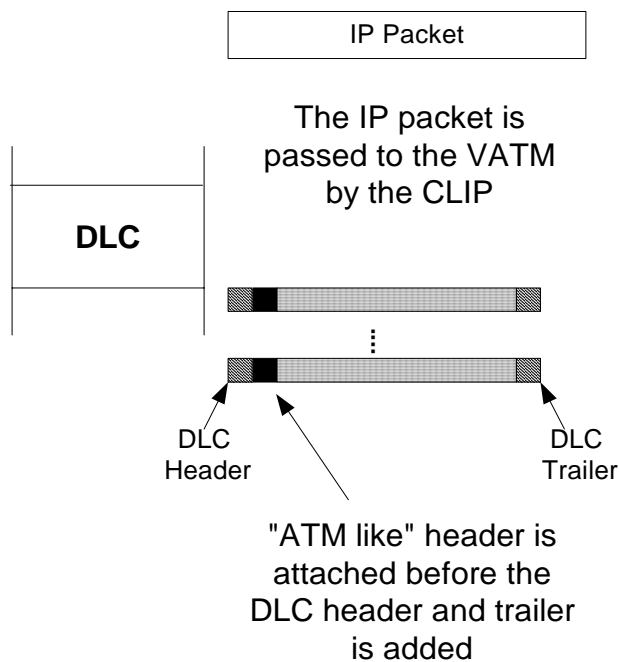 IP Packet
The IP packet is
passed to the VATM
by the CLIP
DLC
DLC
Header
DLC
Trailer
"ATM like" header is
attached before the
DLC header and trailer
is added